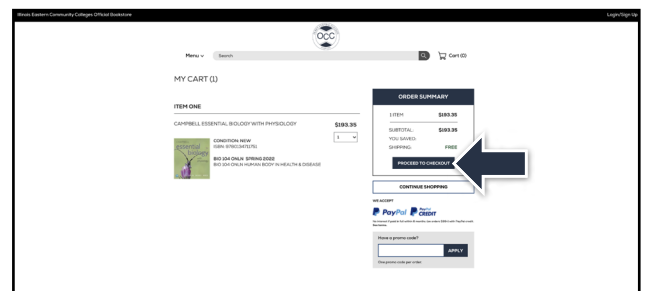 Illinois Eastern Community Colleges Official Bookstore
Login/Sign Up
OCC
Menu
Search
Cart (0)
MY CART (1)
ITEM ONE
CAMPBELL ESSENTIAL BIOLOGY WITH PHYSIOLOGY
$193.35
1
CONDITION: NEW
BIO 104 ONLN SPRING 2022
BIO 104 ONLN HUMAN BODY IN HEALTH & DISEASE
essential
biology
ORDER SUMMARY
1 ITEM
$193.35
SUBTOTAL:
$193.35
YOU SAVED:
SHIPPING:
FREE
PROCEED TO CHECKOUT
CONTINUE SHOPPING
WE ACCEPT
PayPal
PayPal CREDIT
Have a promo code?
APPLY
One promo code per order.